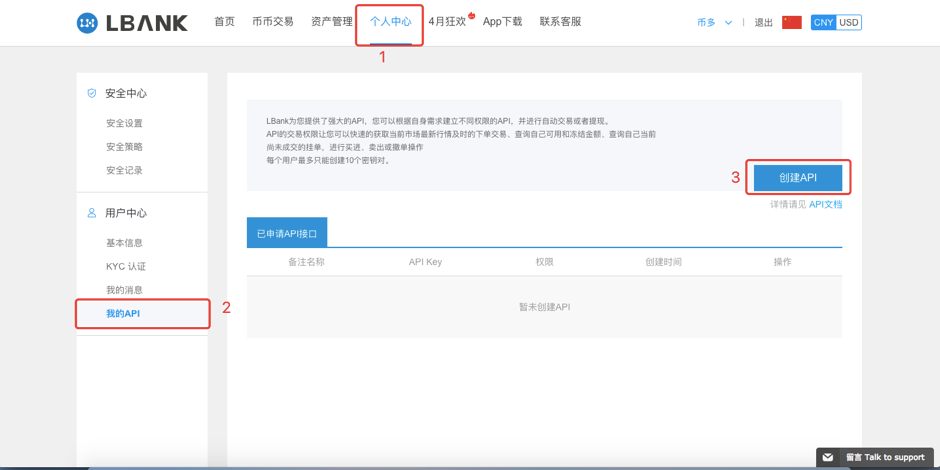 LBANK 首页 币币交易 资产管理 个人中心 4月狂欢 App下载 联系客服 币多 | 退出 CNY USD
1
安全中心
安全设置
安全策略
安全记录
用户中心
基本信息
KYC 认证
我的消息
我的API
2
LBank为您提供了强大的API，您可以根据自身需求建立不同权限的API，并进行自动交易或者提现。
API的交易权限让您可以快速的获取当前市场最新行情及时的下单交易、查询自己可用和冻结金额、查询自己当前
尚未成交的挂单，进行买进、卖出或撤单操作
每个用户最多只能创建10个密钥对。
3 创建API
详情请见 API文档
已申请API接口
备注名称 API Key 权限 创建时间 操作
暂未创建API
留言 Talk to support